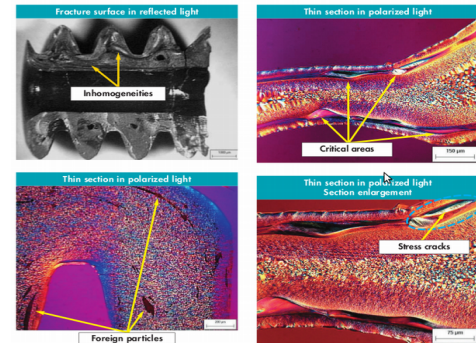 Fracture surface in reflected light
Inhomogeneities
Thin section in polarized light
Critical areas
150 µm
Thin section in polarized light
Foreign particles
Thin section in polarized light
Section enlargement
Stress cracks
75 µm